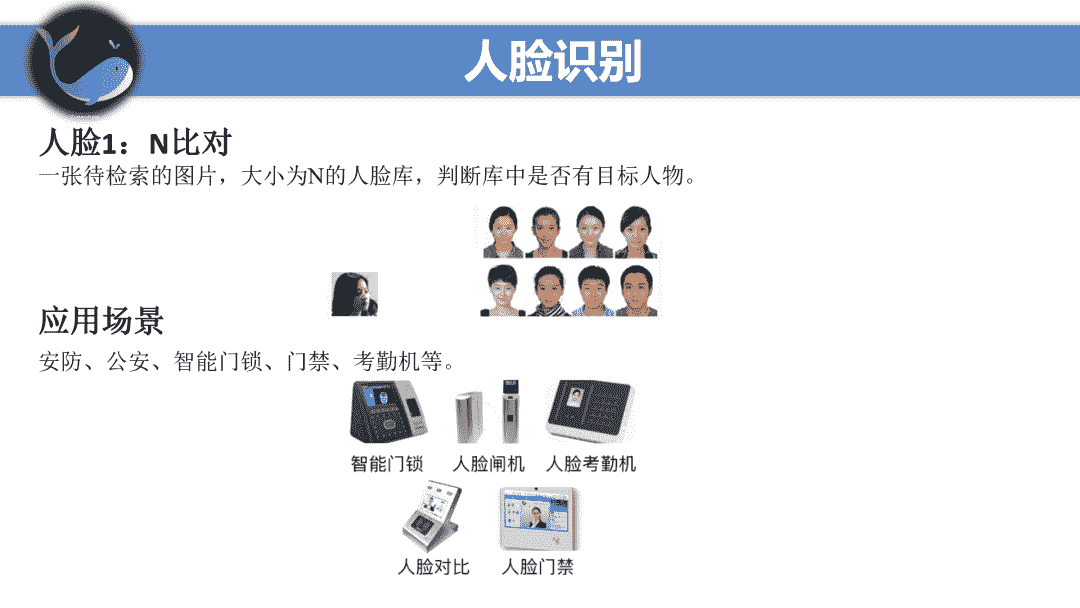 人脸识别
人脸1：N比对
一张待检索的图片，大小为N的人脸库，判断库中是否有目标人物。
应用场景
安防、公安、智能门锁、门禁、考勤机等。
智能门锁 人脸闸机 人脸考勤机
人脸对比 人脸门禁